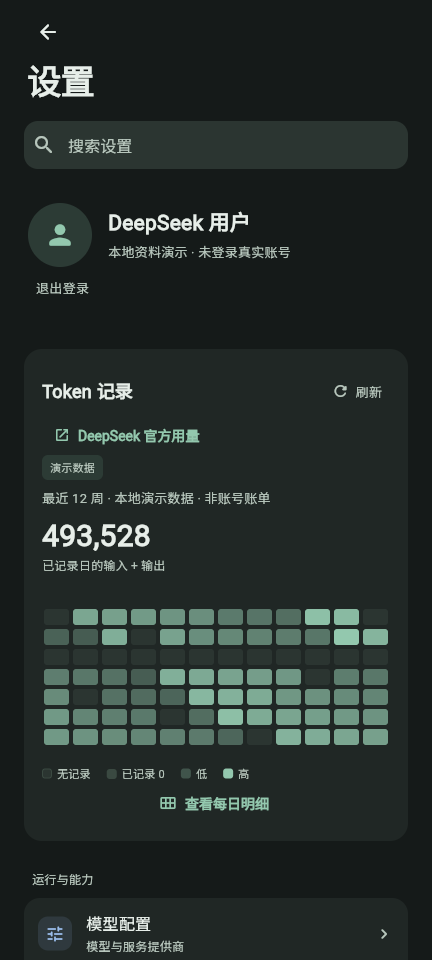 设置
搜索设置
DeepSeek 用户
本地资料演示 · 未登录真实账号
退出登录
Token 记录
刷新
DeepSeek 官方用量
演示数据
最近 12 周 · 本地演示数据 · 非账号账单
493,528
已记录日的输入 + 输出
无记录 已记录 0 低 高
查看每日明细
运行与能力
模型配置
模型与服务提供商